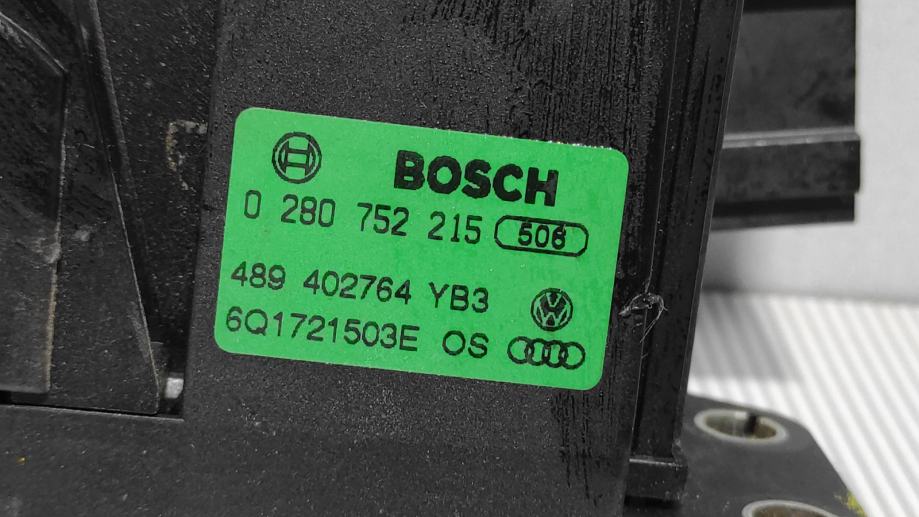 BOSCH
0 280 752 215 506
489 402764 YB3
6Q1721503E OS